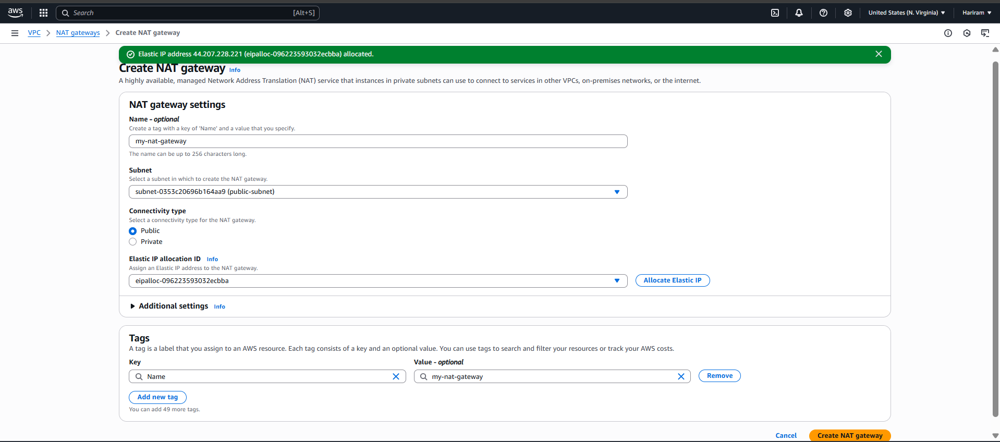 aws
Search [Alt+S] United States (N. Virginia) Hariram
VPC NAT gateways Create NAT gateway
Elastic IP address 44.207.228.221 (eipalloc-096223593032ecbba) allocated.
Create NAT gateway Info
A highly available, managed Network Address Translation (NAT) service that instances in private subnets can use to connect to services in other VPCs, on-premises networks, or the internet.
NAT gateway settings
Name - optional
Create a tag with a key of 'Name' and a value that you specify.
my-nat-gateway
The name can be up to 256 characters long.
Subnet
Select a subnet in which to create the NAT gateway.
subnet-0353c20696b164aa9 (public-subnet)
Connectivity type
Select a connectivity type for the NAT gateway.
Public
Private
Elastic IP allocation ID Info
Assign an Elastic IP address to the NAT gateway.
eipalloc-096223593032ecbba Allocate Elastic IP
Additional settings Info
Tags
A tag is a label that you assign to an AWS resource. Each tag consists of a key and an optional value. You can use tags to search and filter your resources or track your AWS costs.
Key Value - optional
Name my-nat-gateway Remove
Add new tag
You can add 49 more tags.
Cancel Create NAT gateway